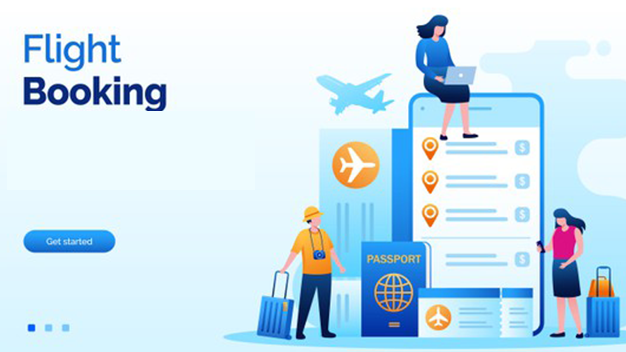 Flight
Booking
Get started
PASSPORT
$
$
$
$